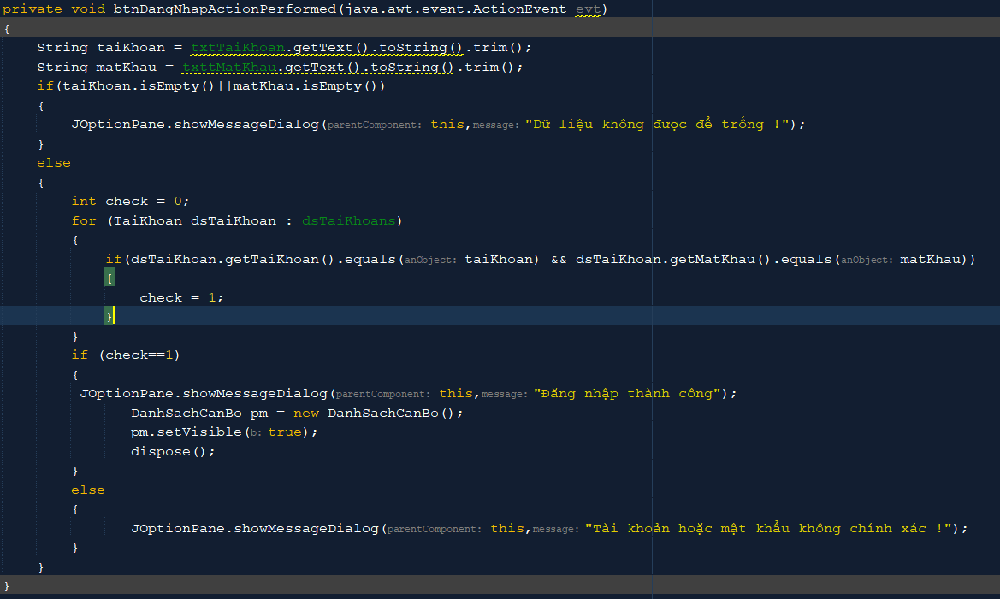 private void btnDangNhapActionPerformed(java.awt.event.ActionEvent evt)
{
String taiKhoan = txtTaiKhoan.getText().toString().trim();
String matKhau = txttMatKhau.getText().toString().trim();
if(taiKhoan.isEmpty()||matKhau.isEmpty())
{
JOptionPane.showMessageDialog(parentComponent: this,message: "Dữ liệu không được để trống !");
}
else
{
int check = 0;
for (TaiKhoan dsTaiKhoan : dsTaiKhoans)
{
if(dsTaiKhoan.getTaiKhoan().equals(anObject: taiKhoan) && dsTaiKhoan.getMatKhau().equals(anObject: matKhau))
{
check = 1;
}
}
if (check==1)
{
JOptionPane.showMessageDialog(parentComponent: this,message: "Đăng nhập thành công");
DanhSachCanBo pm = new DanhSachCanBo();
pm.setVisible(b: true);
dispose();
}
else
{
JOptionPane.showMessageDialog(parentComponent: this,message: "Tài khoản hoặc mật khẩu không chính xác !");
}
}
}